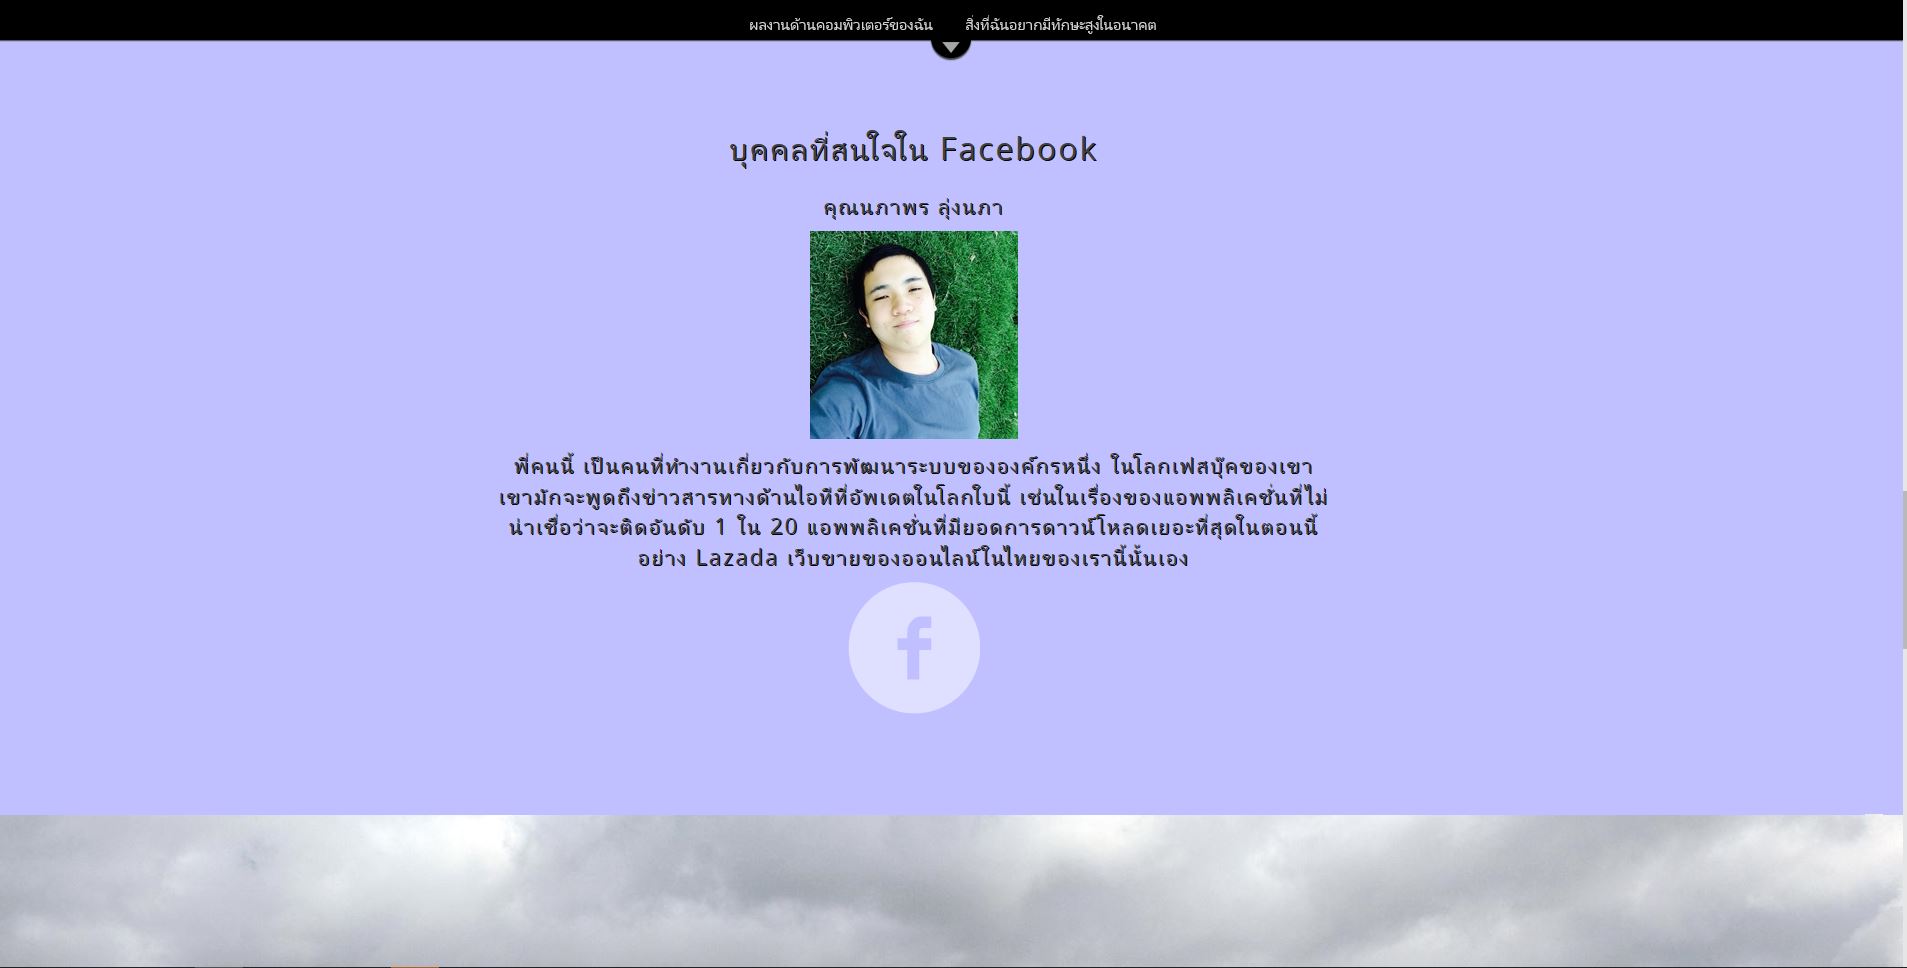 ผลงานด้านคอมพิวเตอร์ของฉัน สิ่งที่ฉันอยากมีทักษะสูงในอนาคต
บุคคลที่สนใจใน Facebook
คุณนภาพร ลุ่งนภา
พี่คนนี้ เป็นคนที่ทำงานเกี่ยวกับการพัฒนาระบบขององค์กรหนึ่ง ในโลกเฟสบุ๊คของเขา
เขามักจะพูดถึงข่าวสารทางด้านไอทีที่อัพเดตในโลกใบนี้ เช่นในเรื่องของแอพพลิเคชั่นที่ไม่
น่าเชื่อว่าจะติดอันดับ 1 ใน 20 แอพพลิเคชั่นที่มียอดการดาวน์โหลดเยอะที่สุดในตอนนี้
อย่าง Lazada เว็บขายของออนไลน์ในไทยของเรานี้นั้นเอง
f